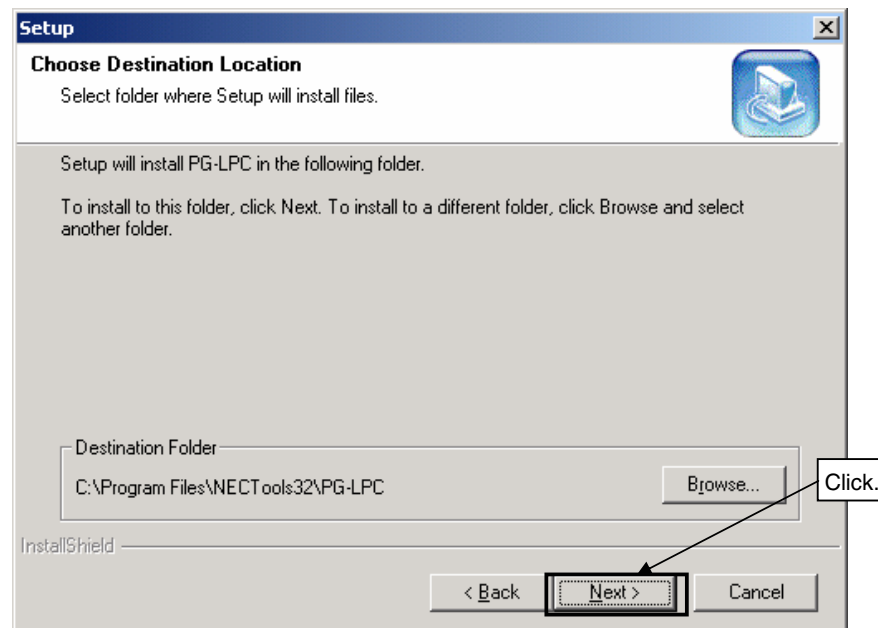 Setup
Choose Destination Location
Select folder where Setup will install files.
Setup will install PG-LPC in the following folder.
To install to this folder, click Next. To install to a different folder, click Browse and select
another folder.
Destination Folder
C:\Program Files\NECTools32\PG-LPC
Browse...
Click.
InstallShield
< Back
Next >
Cancel